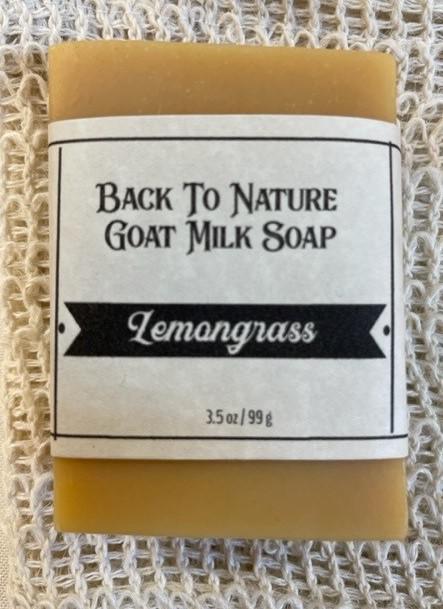 Back To Nature
Goat Milk Soap
Lemongrass
3.5 oz / 99 g